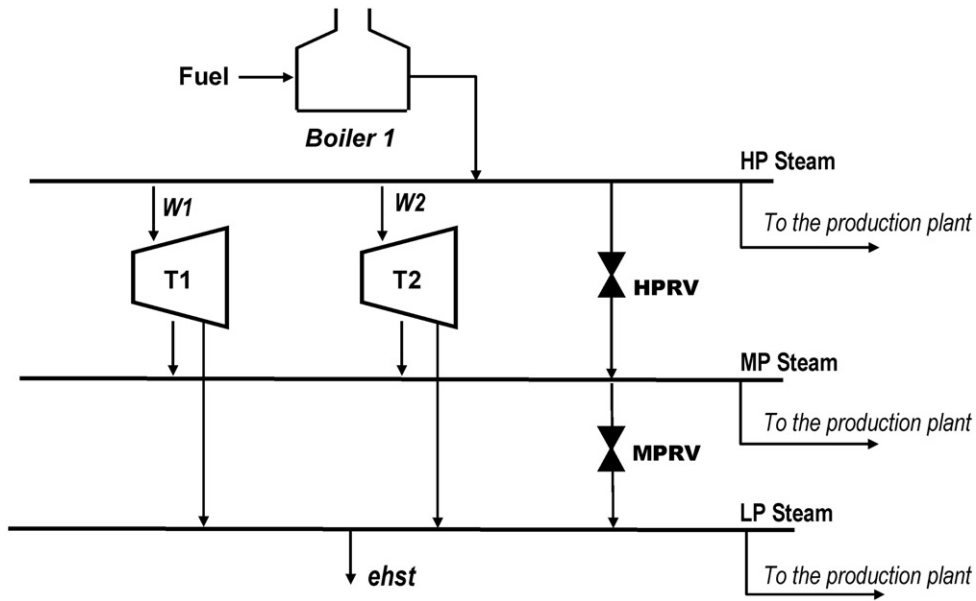 Fuel
Boiler 1
HP Steam
W1
W2
To the production plant
T1
T2
HPRV
MP Steam
To the production plant
MPRV
LP Steam
ehst
To the production plant